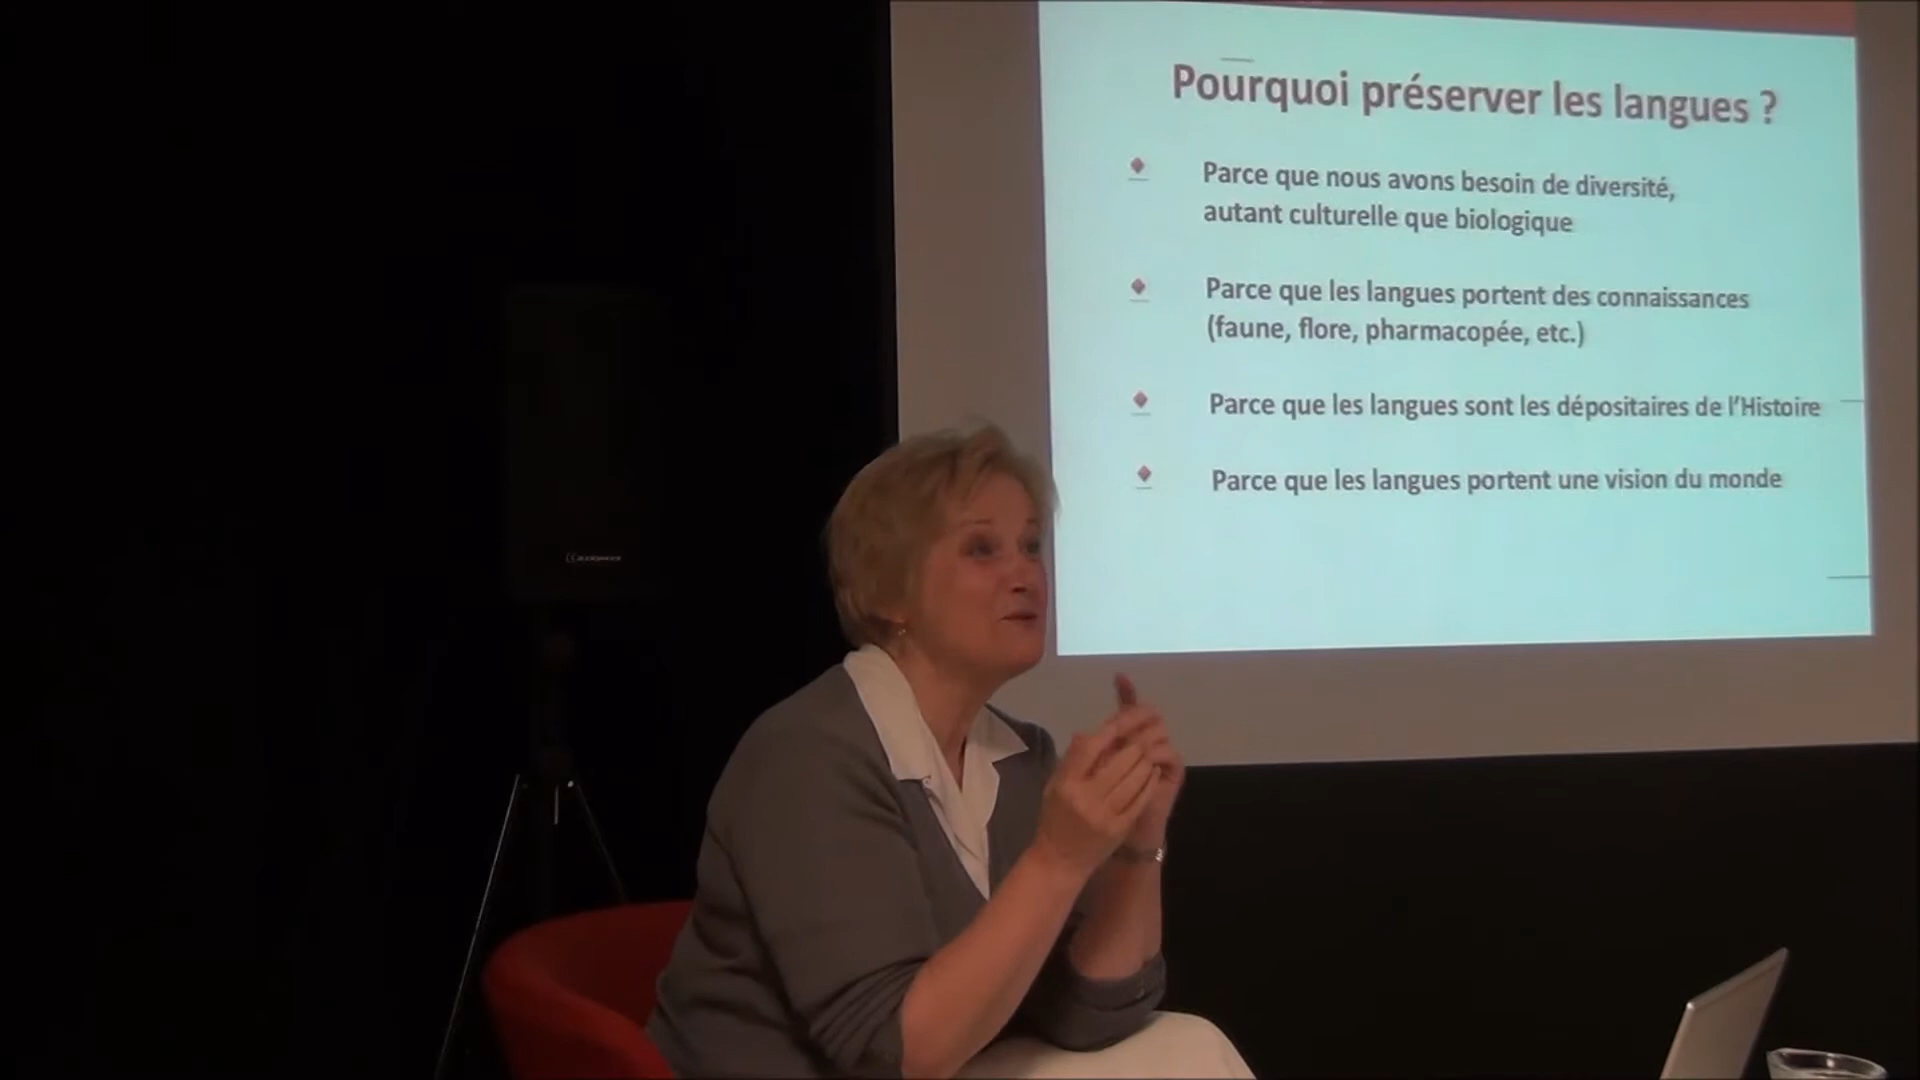 Pourquoi préserver les langues ?
Parce que nous avons besoin de diversité,
autant culturelle que biologique
Parce que les langues portent des connaissances
(faune, flore, pharmacopée, etc.)
Parce que les langues sont les dépositaires de l'Histoire
Parce que les langues portent une vision du monde